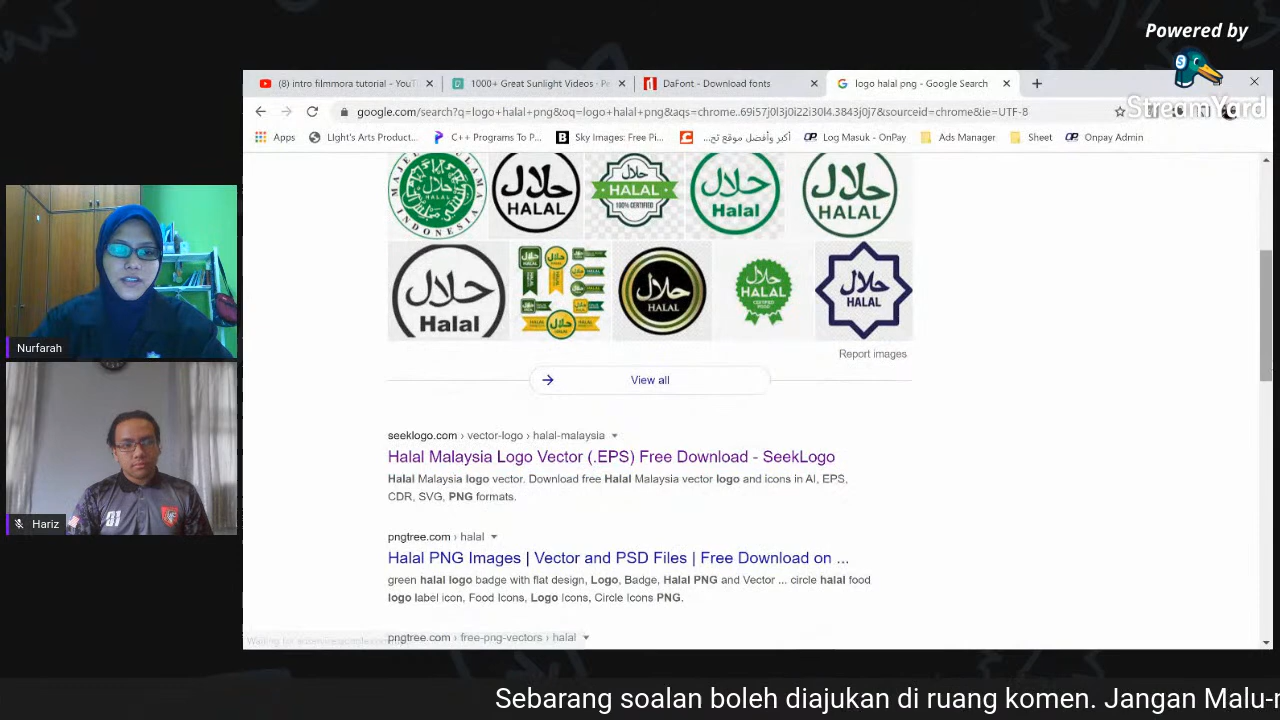 Powered by
StreamYard
(8) intro filmmora tutorial - YouT
1000+ Great Sunlight Videos · Pe
DaFont - Download fonts
logo halal png - Google Search
google.com/search?q=logo+halal+png&oq=logo+halal+png&aqs=chrome..69i57j0l3j0i22i30l4.3843j0j7&sourceid=chrome&ie=UTF-8
Apps
LIght's Arts Product...
C++ Programs To P...
Sky Images: Free Pi...
أكبر وأفضل موقع تح...
Log Masuk - OnPay
Ads Manager
Sheet
Onpay Admin
MAJELIS ULAMA INDONESIA
حلال HALAL
حلال HALAL
100% CERTIFIED
حلال Halal
حلال HALAL
حلال Halal
حلال HALAL
حلال HALAL
حلال HALAL
Report images
View all
seeklogo.com › vector-logo › halal-malaysia
Halal Malaysia Logo Vector (.EPS) Free Download - SeekLogo
Halal Malaysia logo vector. Download free Halal Malaysia vector logo and icons in AI, EPS,
CDR, SVG, PNG formats.
pngtree.com › halal
Halal PNG Images | Vector and PSD Files | Free Download on ...
green halal logo badge with flat design, Logo, Badge, Halal PNG and Vector ... circle halal food
logo label icon, Food Icons, Logo Icons, Circle Icons PNG.
pngtree.com › free-png-vectors › halal
Nurfarah
Hariz
91
Sebarang soalan boleh diajukan di ruang komen. Jangan Malu-